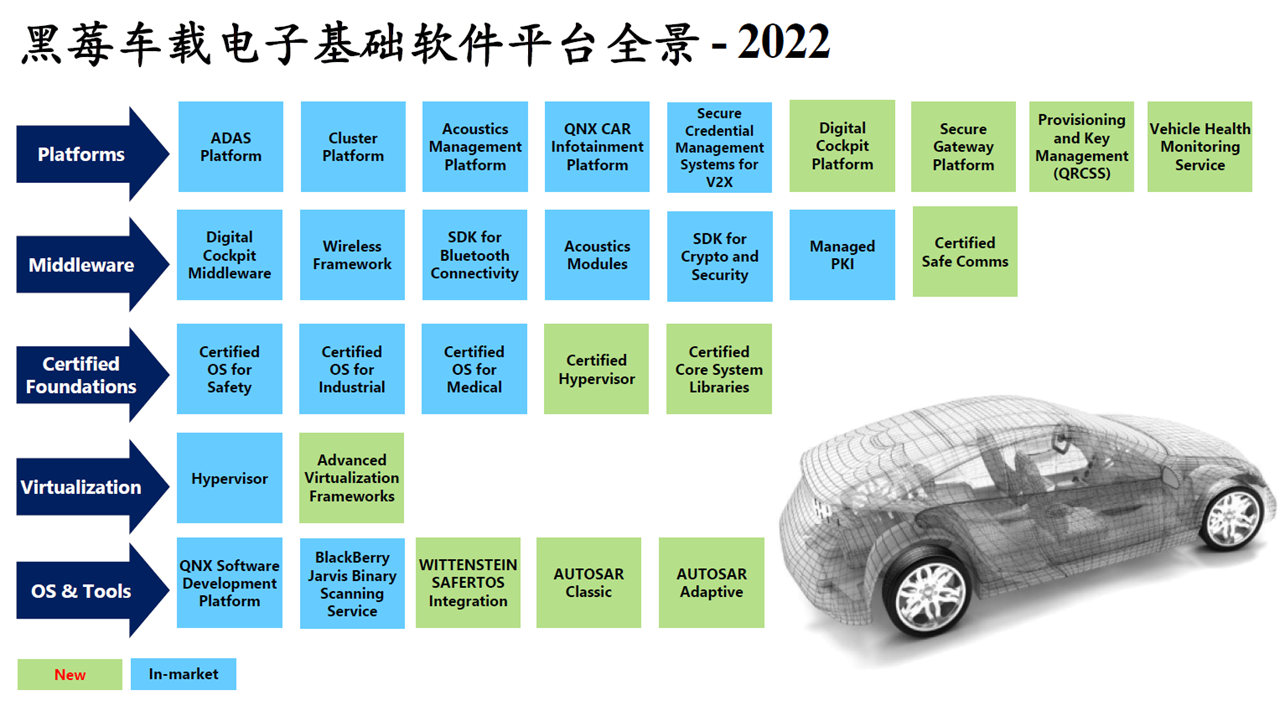 黑莓车载电子基础软件平台全景 - 2022
Platforms
ADAS
Platform
Cluster
Platform
Acoustics
Management
Platform
QNX CAR
Infotainment
Platform
Secure
Credential
Management
Systems for
V2X
Digital
Cockpit
Platform
Secure
Gateway
Platform
Provisioning
and Key
Management
(QRCSS)
Vehicle Health
Monitoring
Service
Middleware
Digital
Cockpit
Middleware
Wireless
Framework
SDK for
Bluetooth
Connectivity
Acoustics
Modules
SDK for
Crypto and
Security
Managed
PKI
Certified
Safe Comms
Certified
Foundations
Certified
OS for
Safety
Certified
OS for
Industrial
Certified
OS for
Medical
Certified
Hypervisor
Certified
Core System
Libraries
Virtualization
Hypervisor
Advanced
Virtualization
Frameworks
OS & Tools
QNX Software
Development
Platform
BlackBerry
Jarvis Binary
Scanning
Service
WITTENSTEIN
SAFERTOS
Integration
AUTOSAR
Classic
AUTOSAR
Adaptive
New
In-market